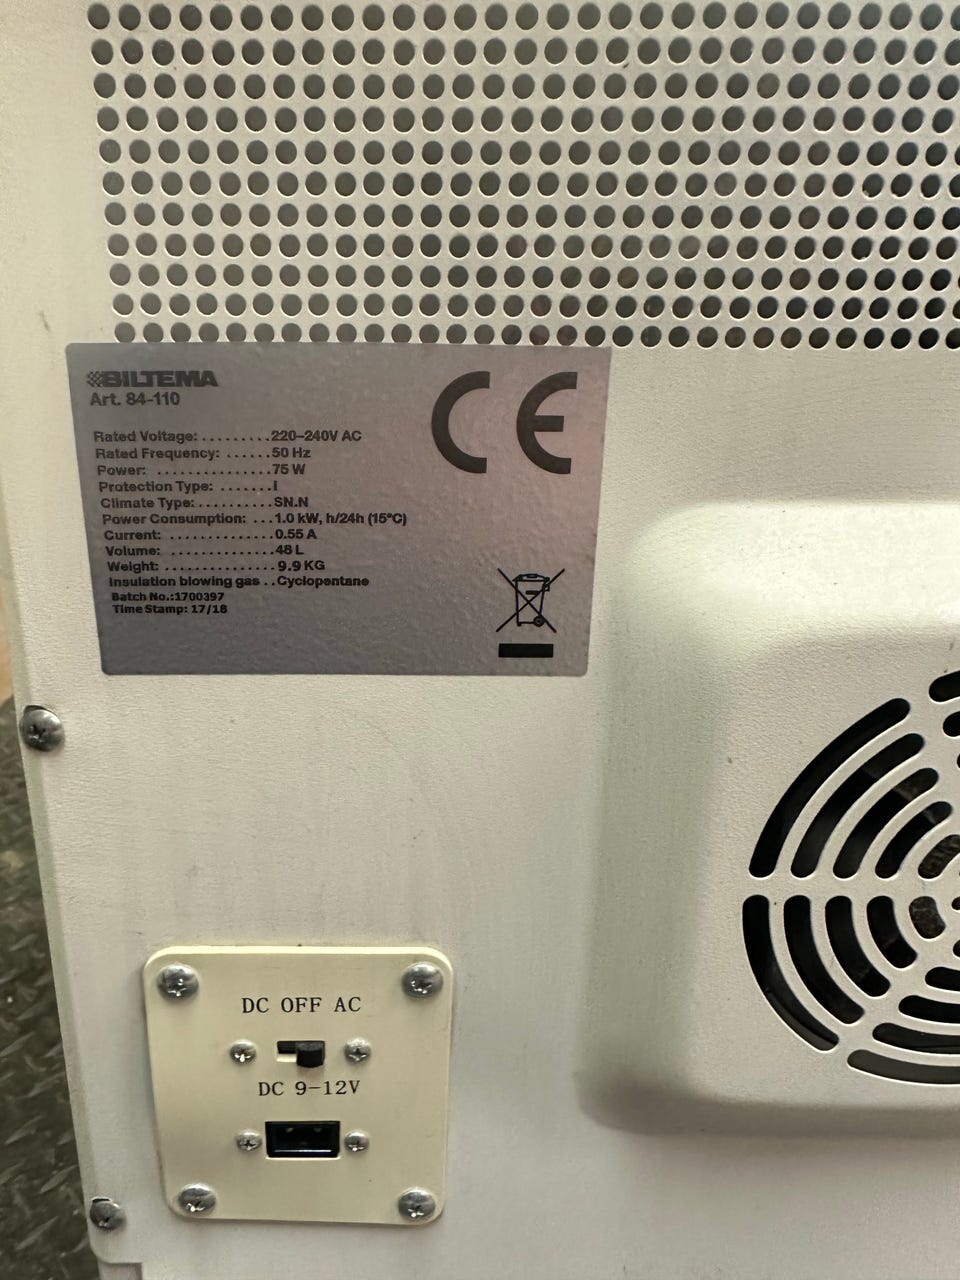 BILTEMA
Art. 84-110
Rated Voltage: .........220–240V AC
Rated Frequency: ......50 Hz
Power: ...............75 W
Protection Type: .......I
Climate Type:..........SN.N
Power Consumption: ...1.0 kW, h/24h (15°C)
Current: .............0.55 A
Volume: ..............48 L
Weight: ...............9.9 KG
Insulation blowing gas ..Cyclopentane
Batch No.:1700397
Time Stamp: 17/18
CE
DC OFF AC
DC 9-12V